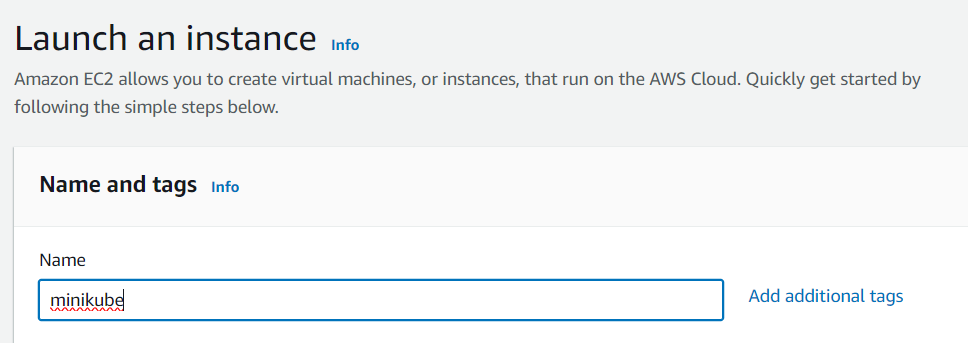 Launch an instance Info
Amazon EC2 allows you to create virtual machines, or instances, that run on the AWS Cloud. Quickly get started by
following the simple steps below.
Name and tags Info
Name
minikube Add additional tags